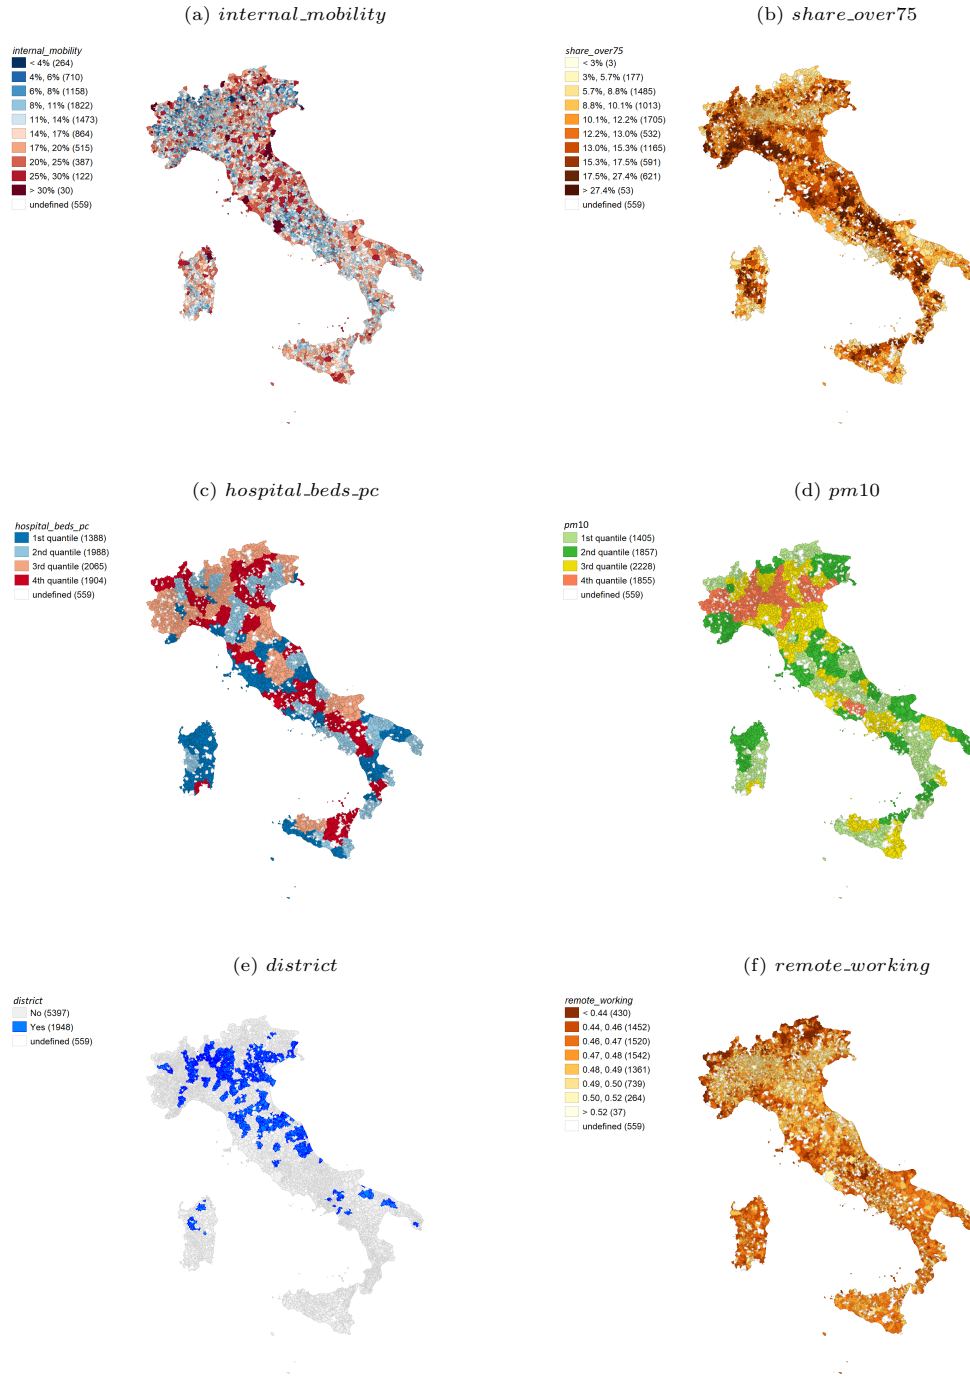 (a) internal_mobility
internal_mobility
< 4% (264)
4%, 6% (710)
6%, 8% (1158)
8%, 11% (1822)
11%, 14% (1473)
14%, 17% (864)
17%, 20% (515)
20%, 25% (387)
25%, 30% (122)
> 30% (30)
undefined (559)
(b) share_over75
share_over75
< 3% (3)
3%, 5.7% (177)
5.7%, 8.8% (1485)
8.8%, 10.1% (1013)
10.1%, 12.2% (1705)
12.2%, 13.0% (532)
13.0%, 15.3% (1165)
15.3%, 17.5% (591)
17.5%, 27.4% (621)
> 27.4% (53)
undefined (559)
(c) hospital_beds_pc
hospital_beds_pc
1st quantile (1388)
2nd quantile (1988)
3rd quantile (2065)
4th quantile (1904)
undefined (559)
(d) pm10
pm10
1st quantile (1405)
2nd quantile (1857)
3rd quantile (2228)
4th quantile (1855)
undefined (559)
(e) district
district
No (5397)
Yes (1948)
undefined (559)
(f) remote_working
remote_working
< 0.44 (430)
0.44, 0.46 (1452)
0.46, 0.47 (1520)
0.47, 0.48 (1542)
0.48, 0.49 (1361)
0.49, 0.50 (739)
0.50, 0.52 (264)
> 0.52 (37)
undefined (559)